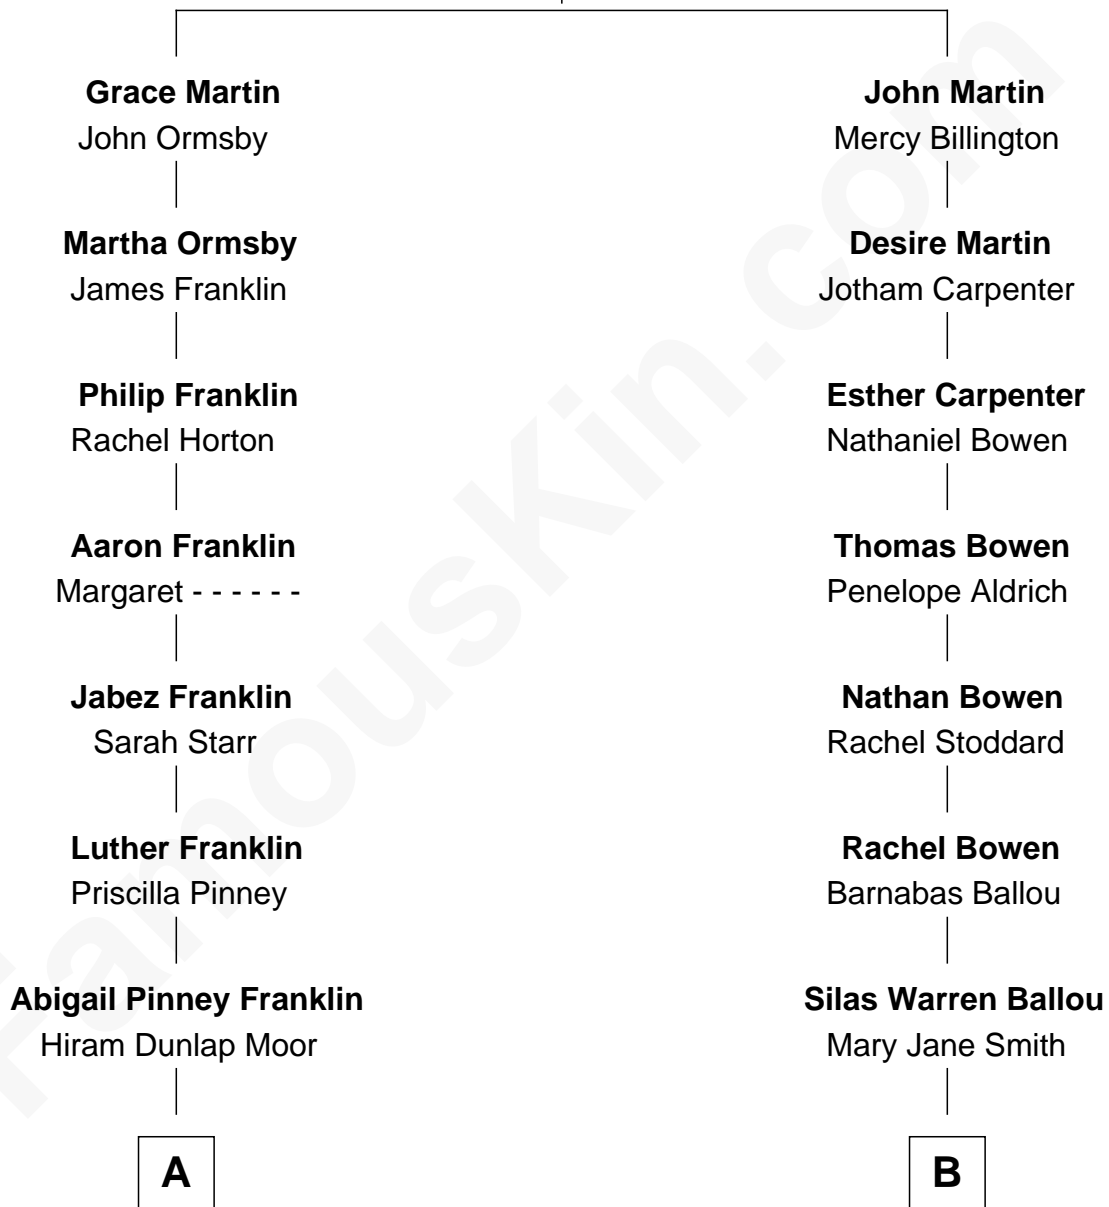 Grace Martin
John Ormsby
Martha Ormsby
James Franklin
Philip Franklin
Rachel Horton
Aaron Franklin
Margaret - - - - - -
Jabez Franklin
Sarah Starr
Luther Franklin
Priscilla Pinney
Abigail Pinney Franklin
Hiram Dunlap Moor
A
John Martin
Mercy Billington
Desire Martin
Jotham Carpenter
Esther Carpenter
Nathaniel Bowen
Thomas Bowen
Penelope Aldrich
Nathan Bowen
Rachel Stoddard
Rachel Bowen
Barnabas Ballou
Silas Warren Ballou
Mary Jane Smith
B
FamousKin.com